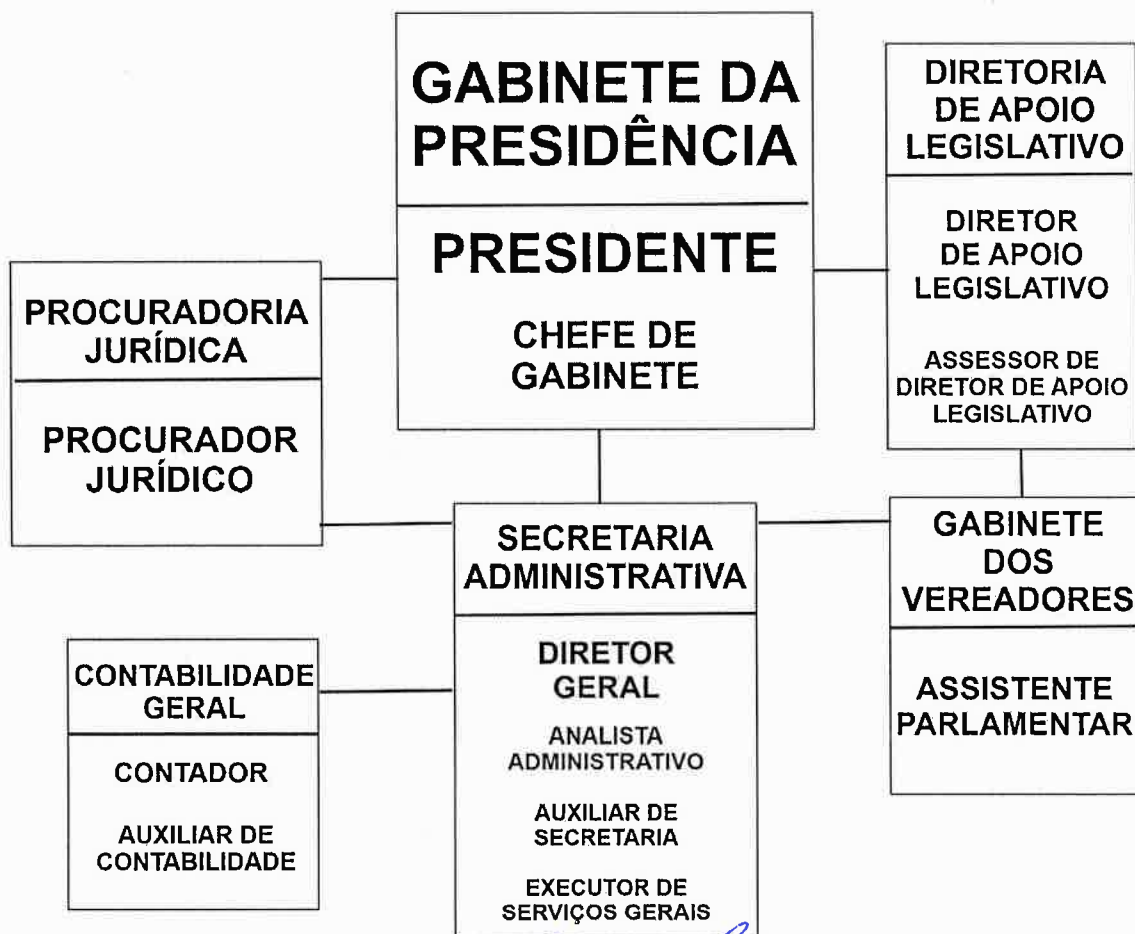 GABINETE DA
PRESIDÊNCIA
PRESIDENTE
CHEFE DE
GABINETE
DIRETORIA
DE APOIO
LEGISLATIVO
DIRETOR
DE APOIO
LEGISLATIVO
ASSESSOR DE
DIRETOR DE APOIO
LEGISLATIVO
PROCURADORIA
JURÍDICA
PROCURADOR
JURÍDICO
SECRETARIA
ADMINISTRATIVA
DIRETOR
GERAL
ANALISTA
ADMINISTRATIVO
AUXILIAR DE
SECRETARIA
EXECUTOR DE
SERVIÇOS GERAIS
GABINETE
DOS
VEREADORES
ASSISTENTE
PARLAMENTAR
CONTABILIDADE
GERAL
CONTADOR
AUXILIAR DE
CONTABILIDADE